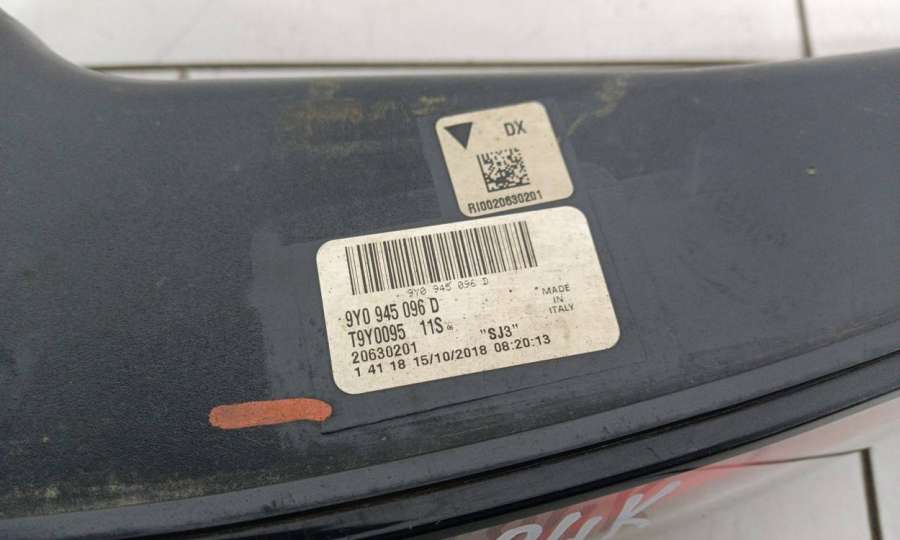 DX
RI0020630201
9Y0 945 096 D
9Y0 945 096 D
T9Y0095 11S
20630201 "SJ3"
1 41 18 15/10/2018 08:20:13
MADE
IN
ITALY